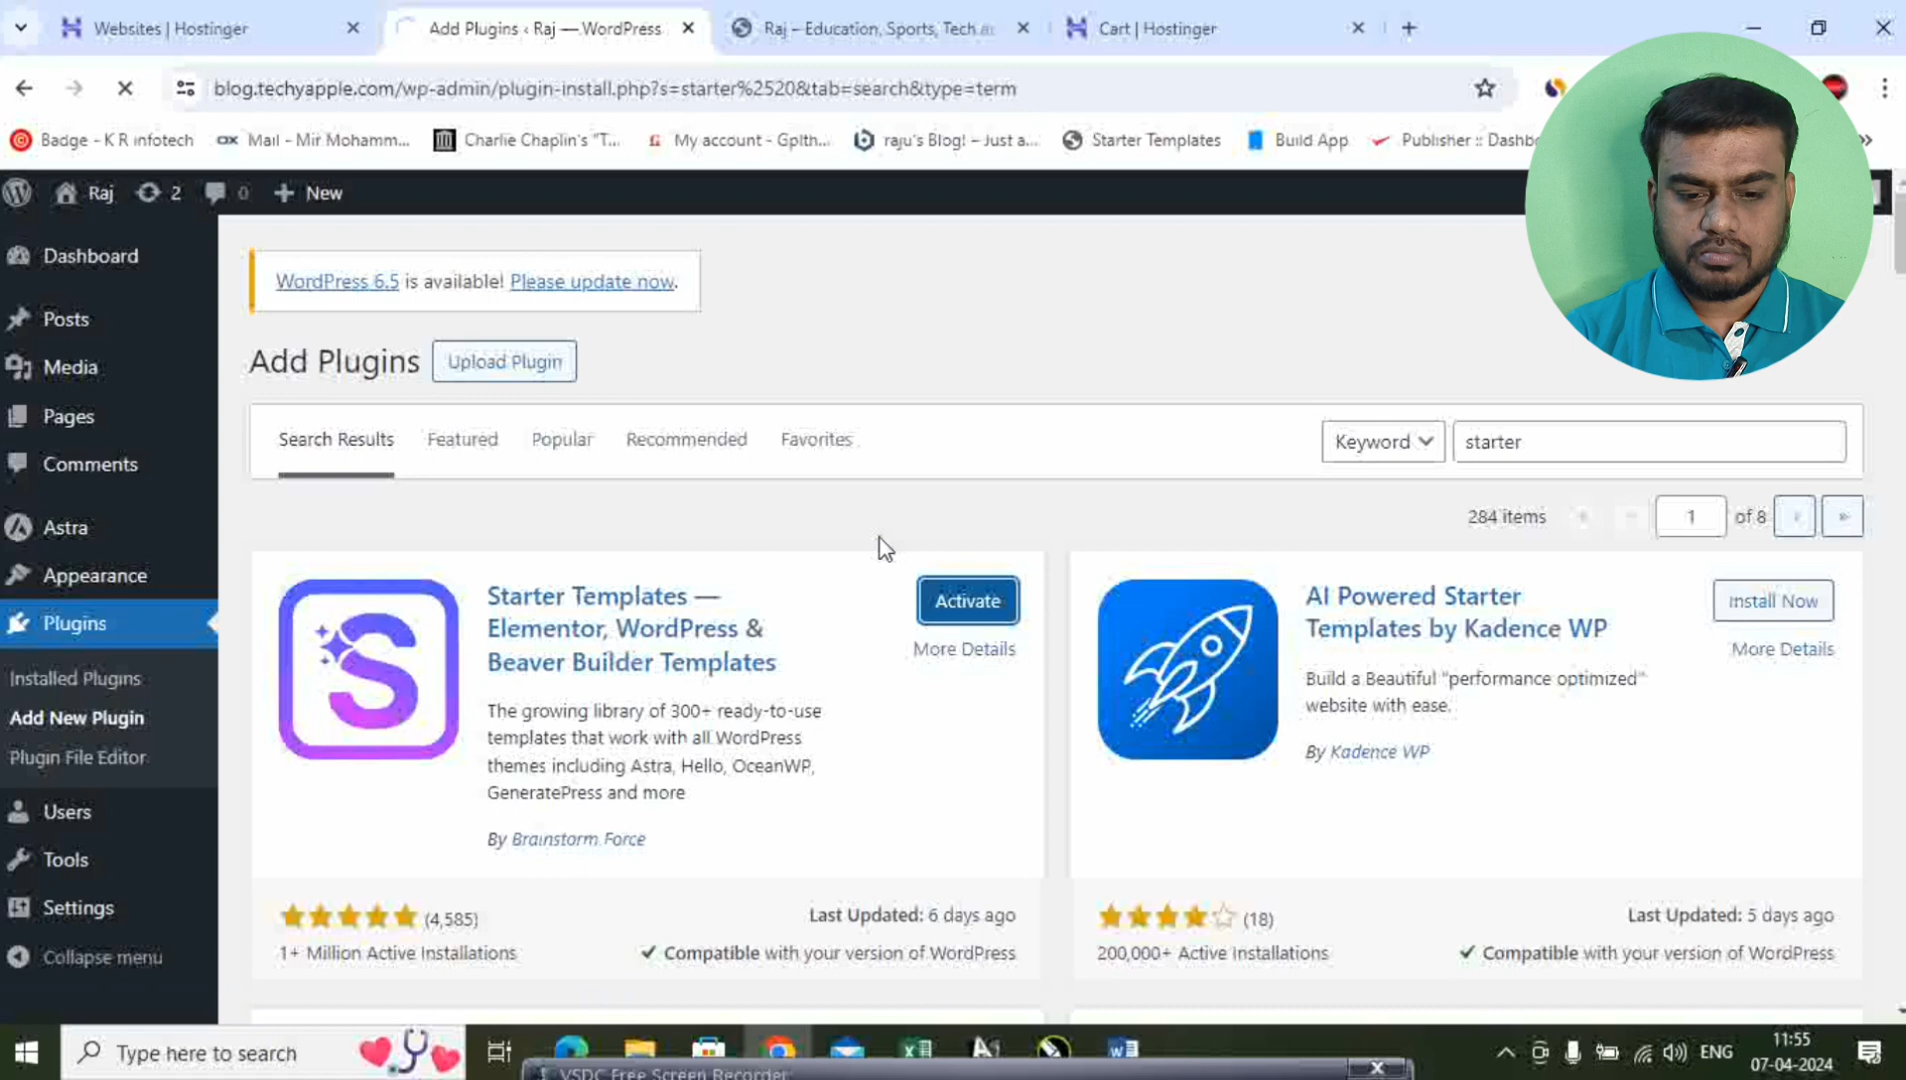 Websites | Hostinger
Add Plugins ‹ Raj — WordPress
Raj – Education, Sports, Tech a
Cart | Hostinger
blog.techyapple.com/wp-admin/plugin-install.php?s=starter%2520&tab=search&type=term
Badge - K R infotech
Mail - Mir Mohamm...
Charlie Chaplin's "T...
My account - Gplth...
raju's Blog! – Just a...
Starter Templates
Build App
Publisher :: Dashb
Raj
2
0
New
Dashboard
Posts
Media
Pages
Comments
Astra
Appearance
Plugins
Installed Plugins
Add New Plugin
Plugin File Editor
Users
Tools
Settings
Collapse menu
WordPress 6.5 is available! Please update now.
Add Plugins
Upload Plugin
Search Results
Featured
Popular
Recommended
Favorites
Keyword
starter
284 items
1
of 8
Starter Templates —
Elementor, WordPress &
Beaver Builder Templates
Activate
More Details
The growing library of 300+ ready-to-use
templates that work with all WordPress
themes including Astra, Hello, OceanWP,
GeneratePress and more
By Brainstorm Force
(4,585)
1+ Million Active Installations
Last Updated: 6 days ago
Compatible with your version of WordPress
AI Powered Starter
Templates by Kadence WP
Install Now
More Details
Build a Beautiful "performance optimized"
website with ease.
By Kadence WP
(18)
200,000+ Active Installations
Last Updated: 5 days ago
Compatible with your version of WordPress
Type here to search
VSDC Free Screen Recorder
ENG
11:55
07-04-2024